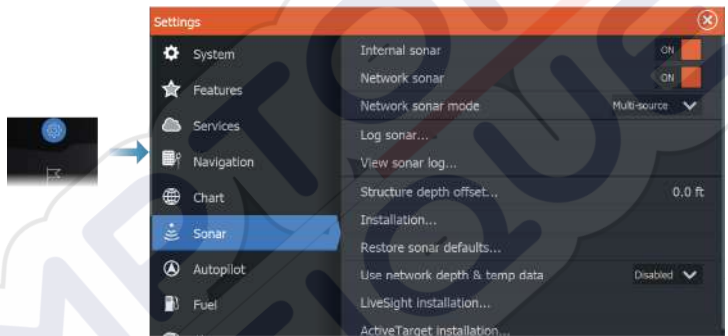 Settings
System
Features
Services
Navigation
Chart
Sonar
Autopilot
Fuel
Internal sonar ON
Network sonar ON
Network sonar mode Multi-source
Log sonar...
View sonar log...
Structure depth offset... 0.0 ft
Installation...
Restore sonar defaults...
Use network depth & temp data Disabled
LiveSight installation...
ActiveTarget installation...